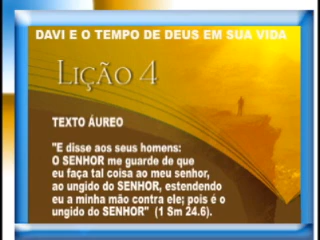 DAVI E O TEMPO DE DEUS EM SUA VIDA
LIÇÃO 4
TEXTO ÁUREO
"E disse aos seus homens:
O SENHOR me guarde de que
eu faça tal coisa ao meu senhor,
ao ungido do SENHOR, estendendo
eu a minha mão contra ele; pois é o
ungido do SENHOR" (1 Sm 24.6).